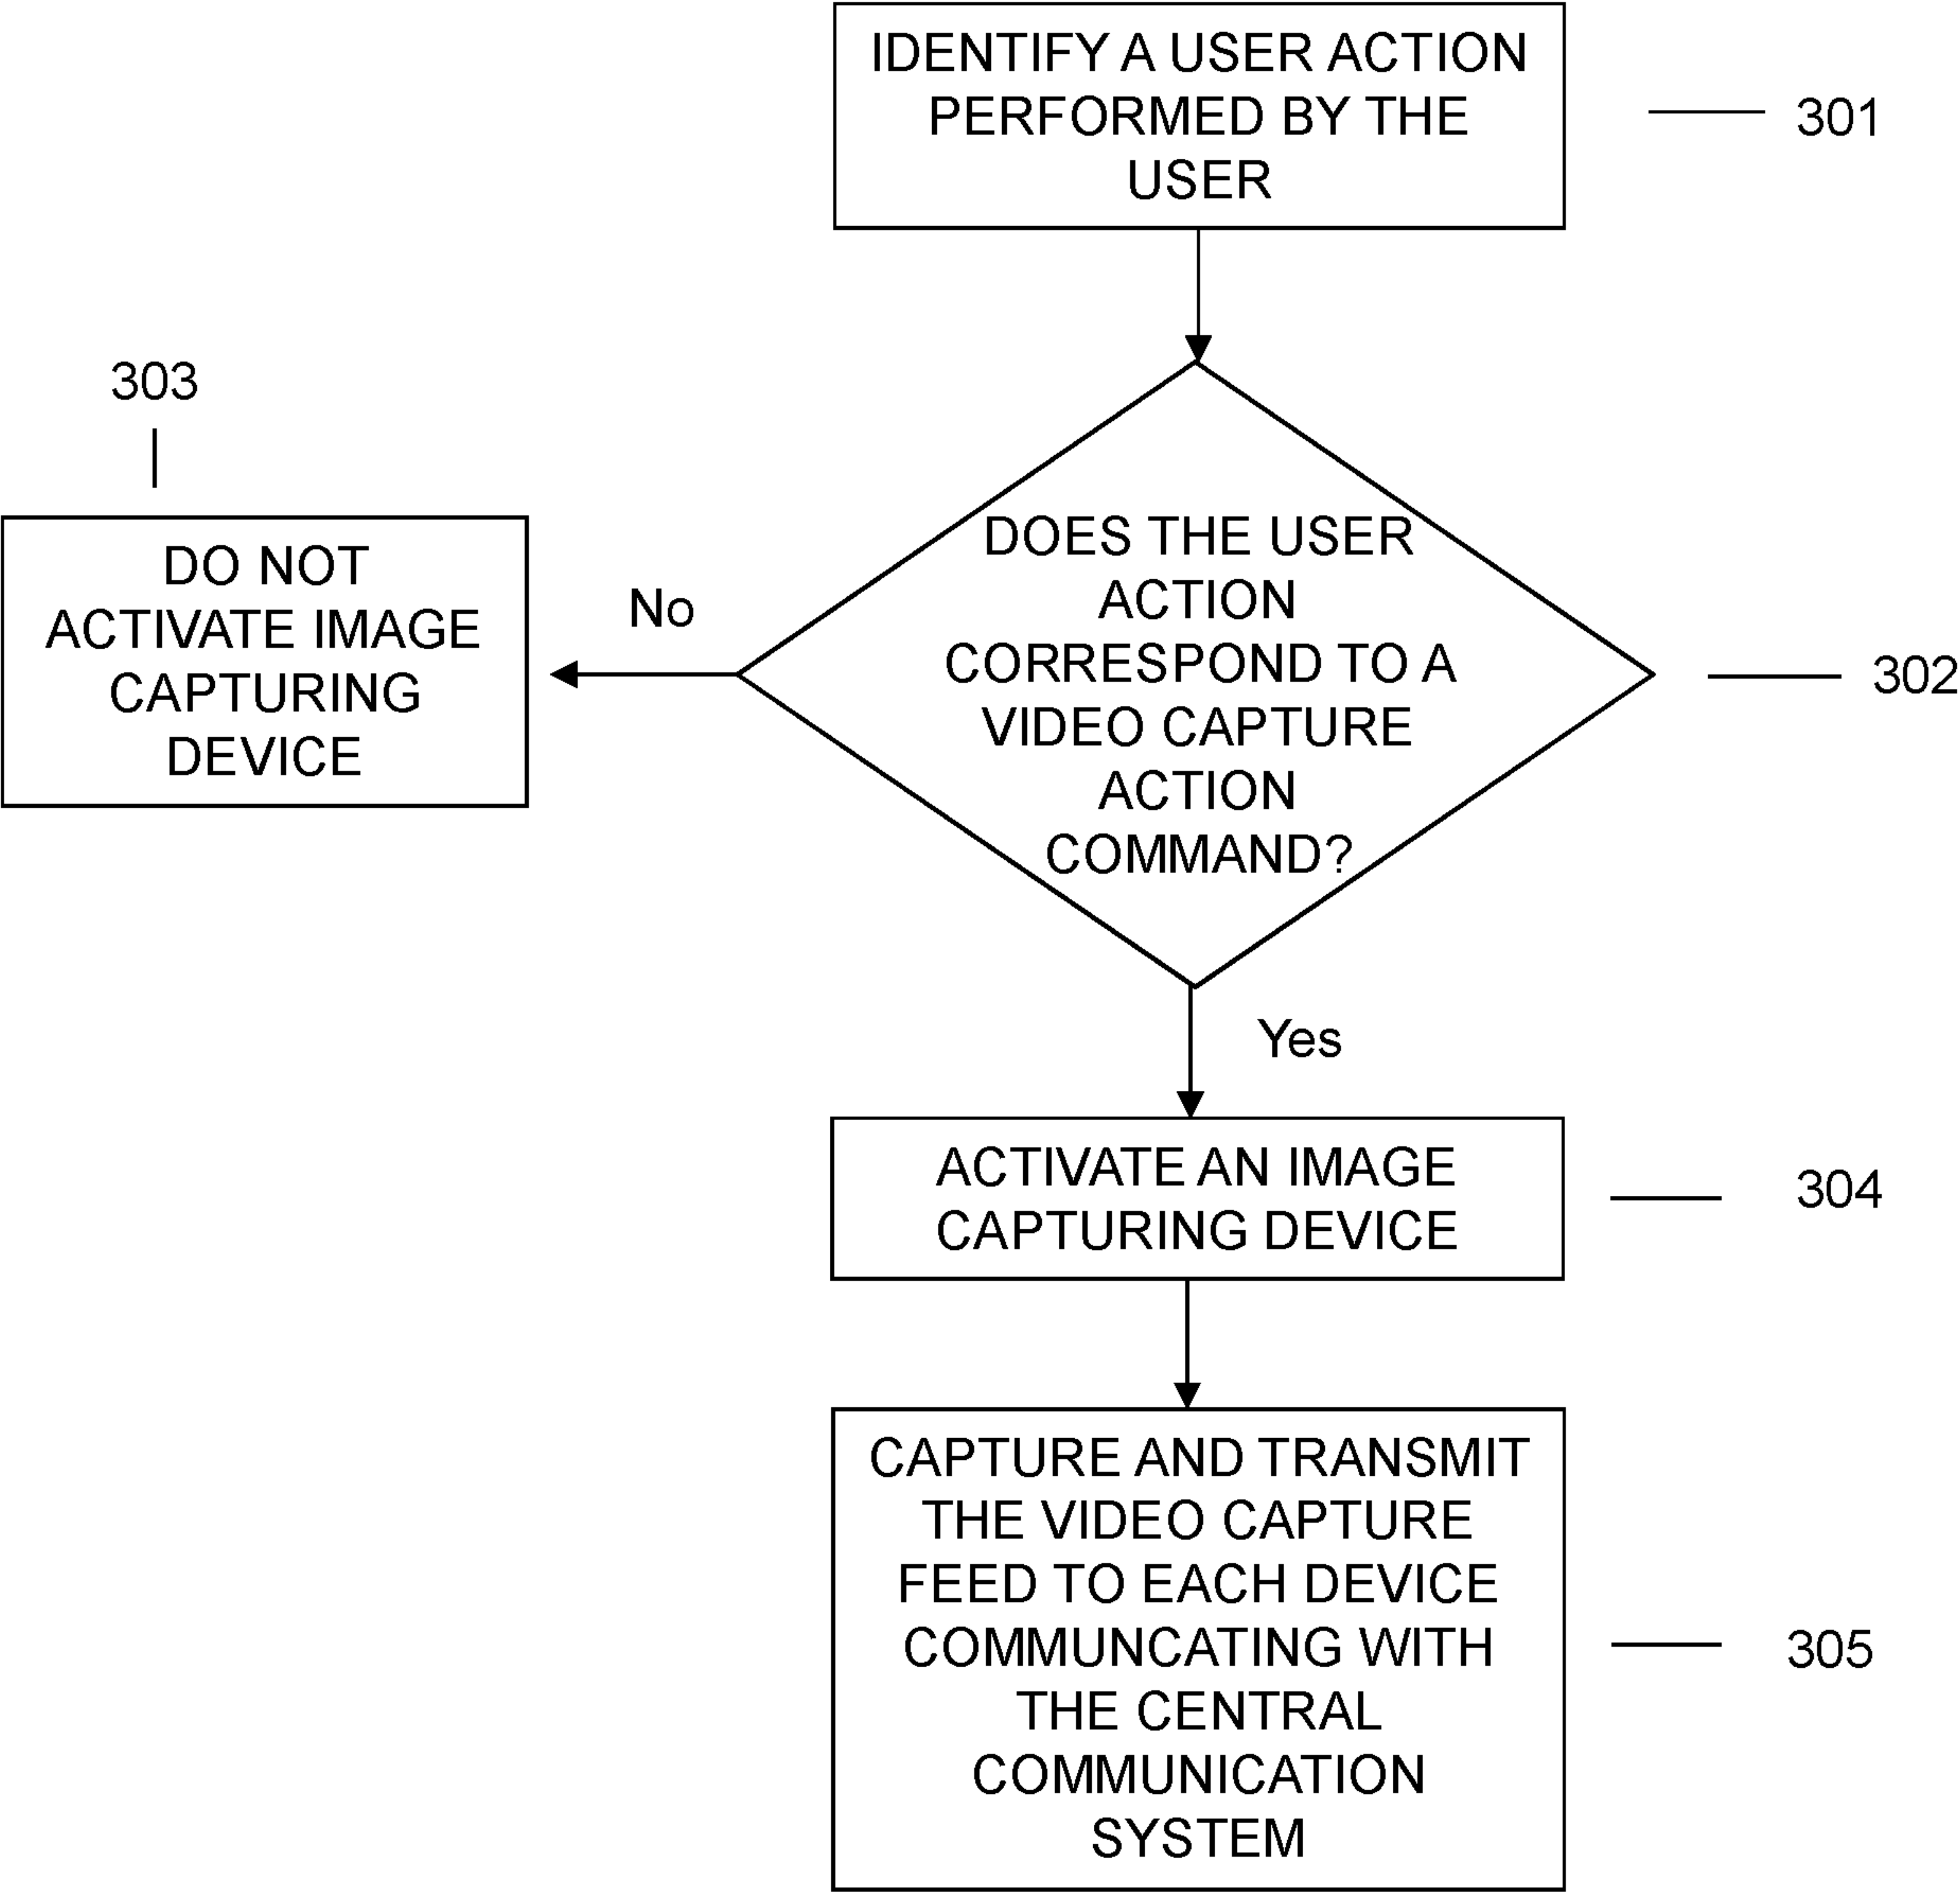 IDENTIFY A USER ACTION
PERFORMED BY THE
USER
301
303
DO NOT
ACTIVATE IMAGE
CAPTURING
DEVICE
No
DOES THE USER
ACTION
CORRESPOND TO A
VIDEO CAPTURE
ACTION
COMMAND?
302
Yes
ACTIVATE AN IMAGE
CAPTURING DEVICE
304
CAPTURE AND TRANSMIT
THE VIDEO CAPTURE
FEED TO EACH DEVICE
COMMUNCATING WITH
THE CENTRAL
COMMUNICATION
SYSTEM
305